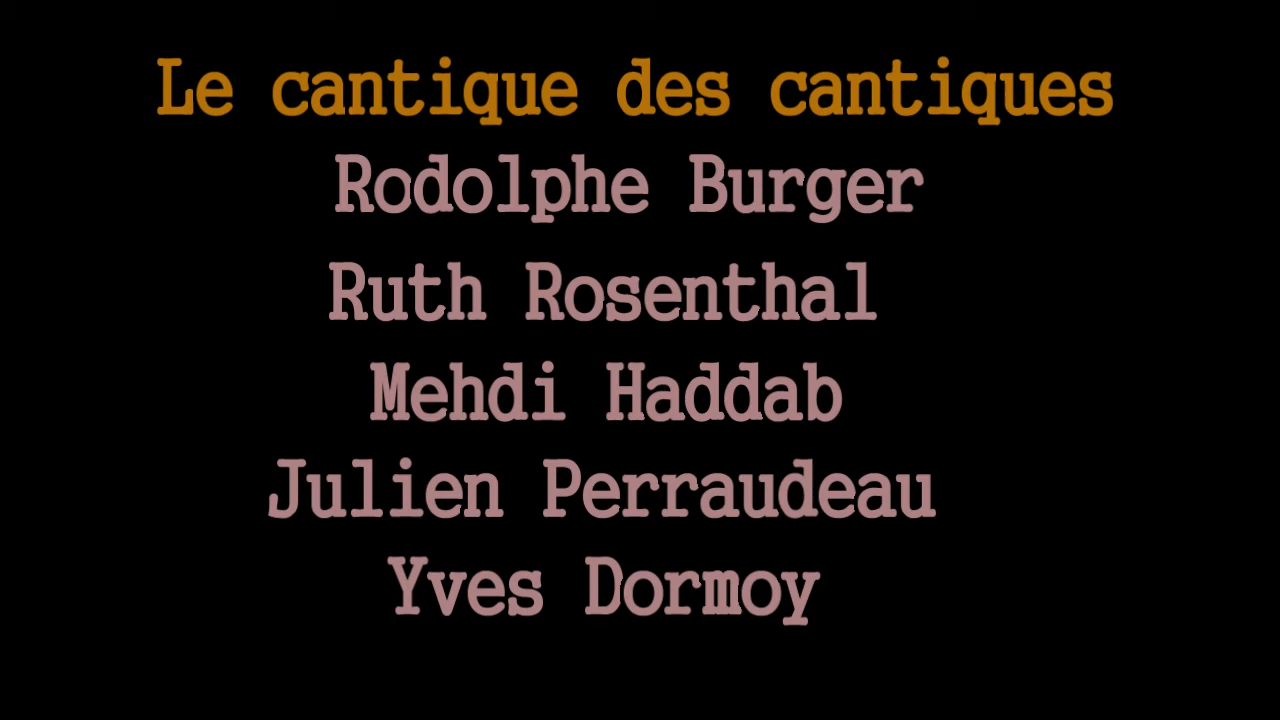 Le cantique des cantiques
Rodolphe Burger
Ruth Rosenthal
Mehdi Haddab
Julien Perraudeau
Yves Dormoy